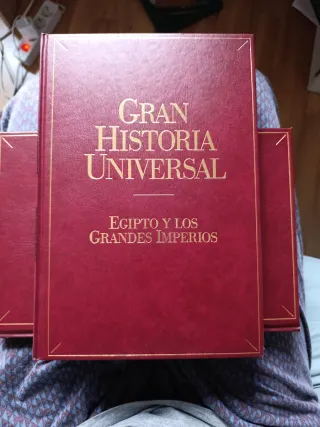 GRAN
HISTORIA
UNIVERSAL
EGIPTO Y LOS
GRANDES IMPERIOS